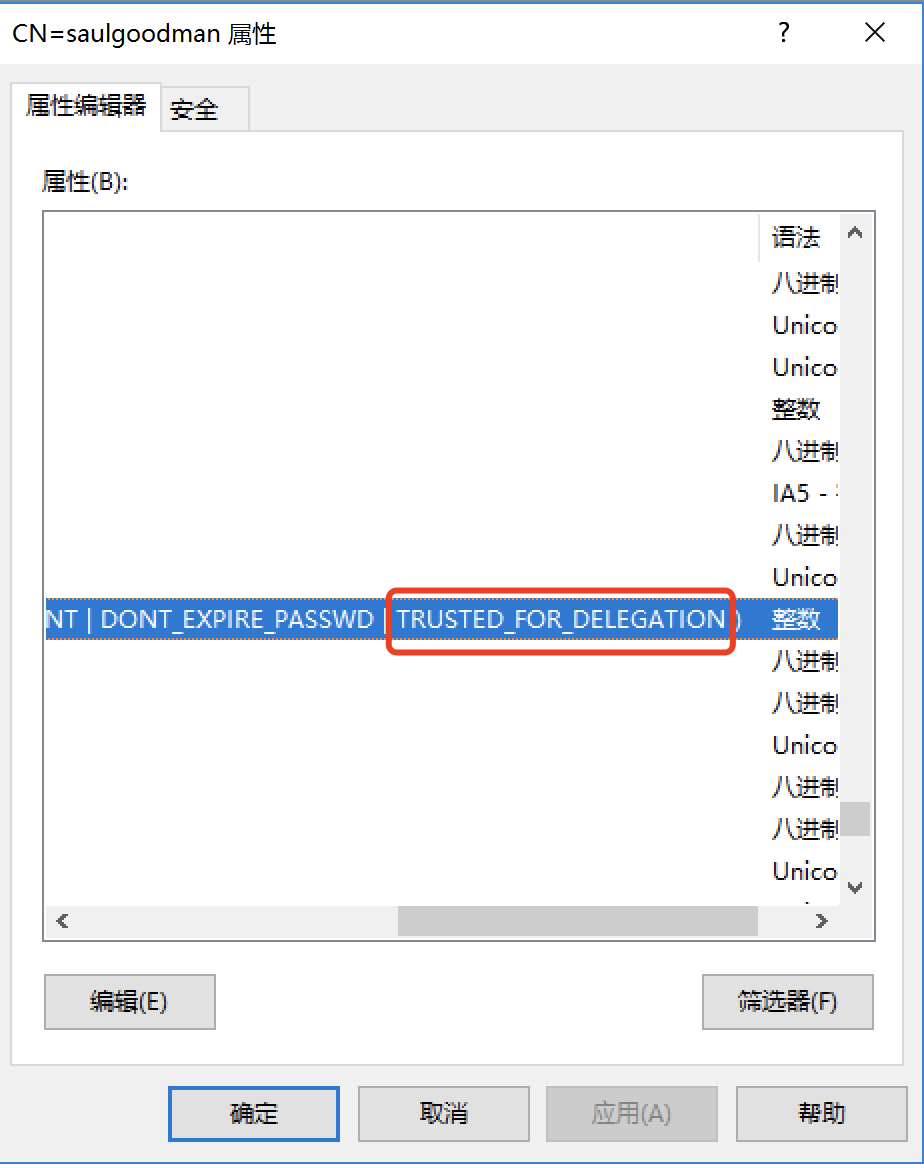 CN=saulgoodman 属性
?
属性编辑器
安全
属性(B):
语法
八进制
Unico
Unico
整数
八进制
IA5 -
八进制
Unico
NT | DONT_EXPIRE_PASSWD | TRUSTED_FOR_DELEGATION ) 整数
八进制
八进制
Unico
八进制
八进制
Unico
编辑(E)
筛选器(F)
确定
取消
应用(A)
帮助